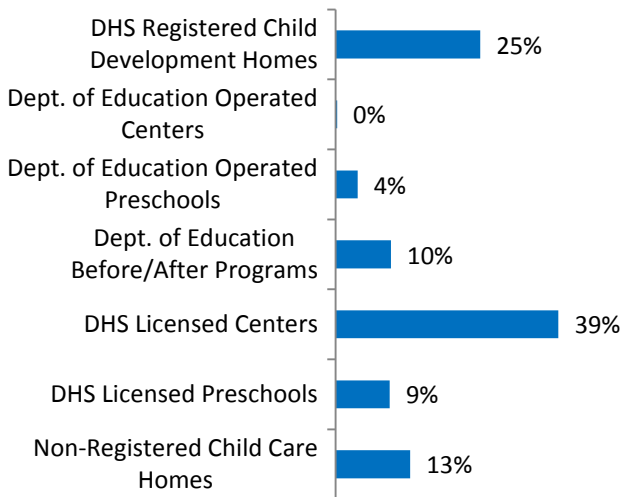 DHS Registered Child
Development Homes
25%
Dept. of Education Operated
Centers
0%
Dept. of Education Operated
Preschools
4%
Dept. of Education
Before/After Programs
10%
DHS Licensed Centers
39%
DHS Licensed Preschools
9%
Non-Registered Child Care
Homes
13%